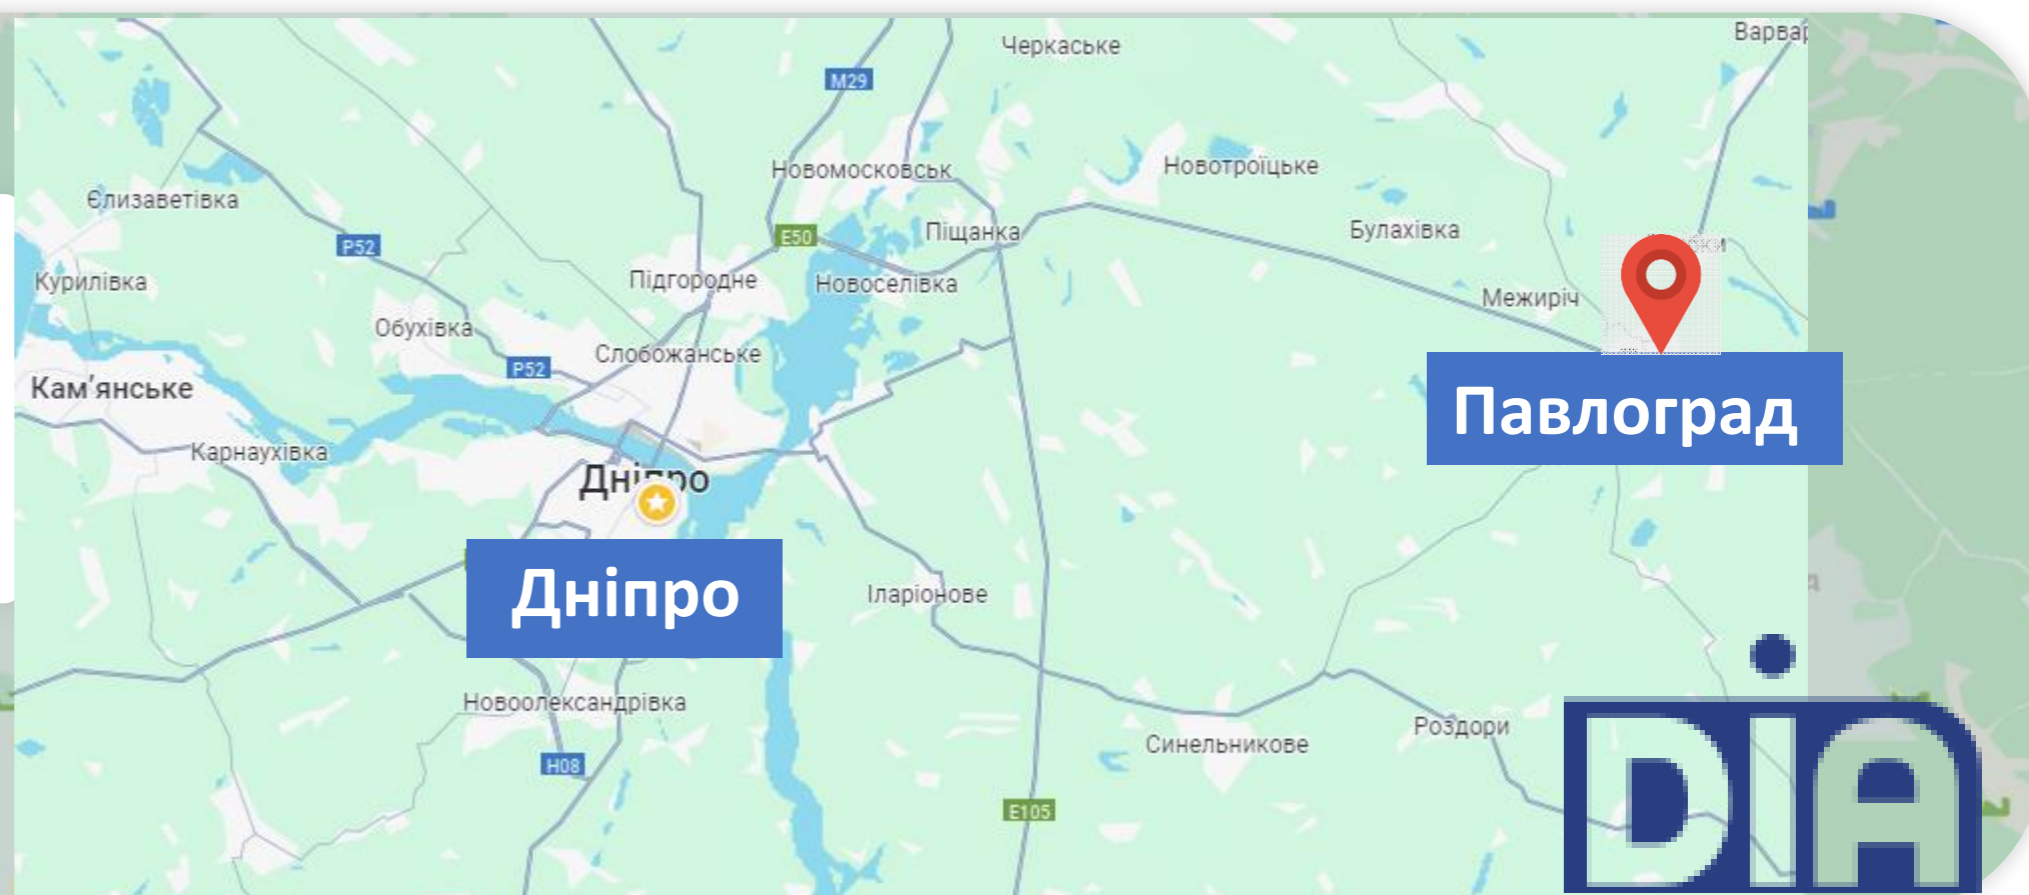 Черкаське
Варвар
M29
Новомосковськ
Новотроїцьке
Єлизаветівка
P52
E50
Піщанка
Булахівка
Курилівка
Підгородне
Новоселівка
Межиріч
Обухівка
Слобожанське
P52
Кам'янське
Павлоград
Карнаухівка
Дніпро
Дніпро
Іларіонове
Новоолександрівка
Роздори
Синельникове
H08
E105
DIA